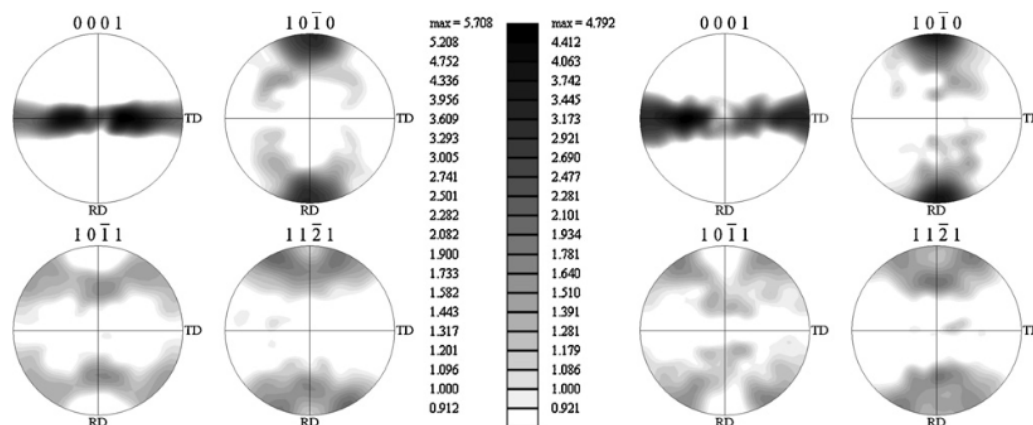 0 0 0 1
1 0 1̅ 0
TD
TD
RD
RD
1 0 1̅ 1
1 1 2̅ 1
TD
TD
RD
RD
max = 5.708
5.208
4.752
4.336
3.956
3.609
3.293
3.005
2.741
2.501
2.282
2.082
1.900
1.733
1.582
1.443
1.317
1.201
1.096
1.000
0.912
max = 4.792
4.412
4.063
3.742
3.445
3.173
2.921
2.690
2.477
2.281
2.101
1.934
1.781
1.640
1.510
1.391
1.281
1.179
1.086
1.000
0.921
0 0 0 1
1 0 1̅ 0
TD
RD
RD
1 0 1̅ 1
1 1 2̅ 1
TD
RD
RD